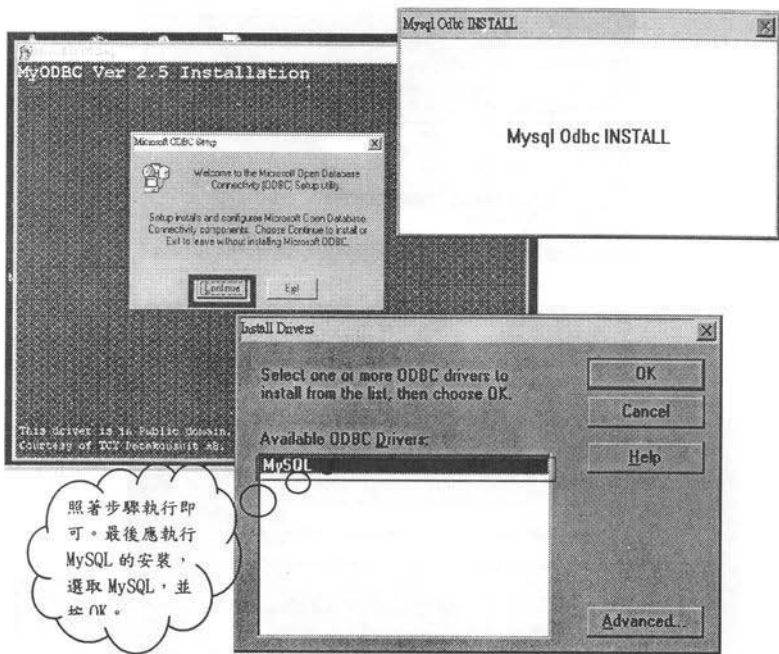 Mysql Odbc INSTALL
Mysql Odbc INSTALL
MyODBC Ver 2.5 Installation
Microsoft ODBC Setup
Welcome to the Microsoft Open Database
Connectivity (ODBC) Setup utility.
Setup installs and configures Microsoft Open Database
Connectivity components. Choose Continue to install or
Exit to leave without installing Microsoft ODBC.
Continue
Exit
This driver is in Public domain.
Courtesy of TCX AB.
Install Drivers
Select one or more ODBC drivers to
install from the list, then choose OK.
Available ODBC Drivers:
MySQL
OK
Cancel
Help
Advanced...
照著步驟執行即
可。最後應執行
MySQL 的安裝，
選取 MySQL，並
按 OK。